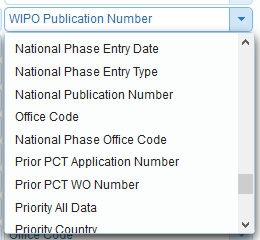 WIPO Publication Number
National Phase Entry Date
National Phase Entry Type
National Publication Number
Office Code
National Phase Office Code
Prior PCT Application Number
Prior PCT WO Number
Priority All Data
Priority Country
Office Code